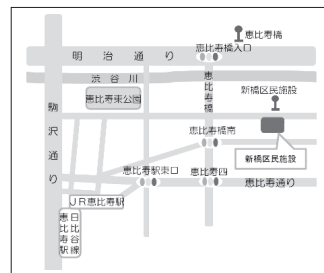 恵比寿橋
明治通り
恵比寿橋入口
渋谷川
恵比寿東公園
恵比寿橋
新橋区民施設
駒沢通り
恵比寿橋南
新橋区民施設
恵比寿駅東口
恵比寿四
恵比寿通り
JR恵比寿駅
日比谷線
恵比寿駅